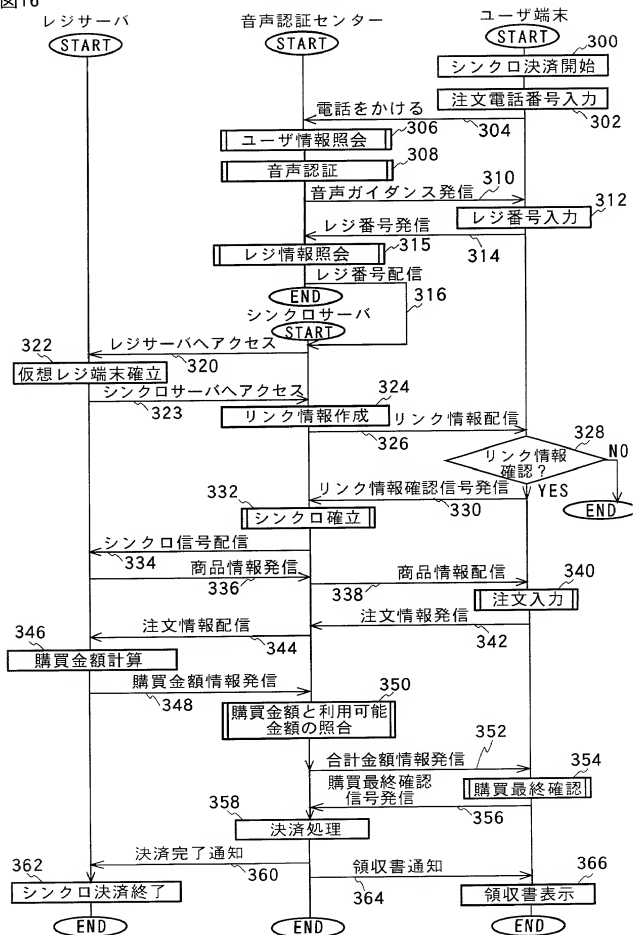 図16
レジサーバ 音声認証センター ユーザ端末
START START START
300
シンクロ決済開始
注文電話番号入力
302
電話をかける
304
306
ユーザ情報照会
308
音声認証
音声ガイダンス発信 310
312
レジ番号入力
レジ番号発信
314
315
レジ情報照会
レジ番号配信
316
END
シンクロサーバ
START
322
レジサーバへアクセス
320
仮想レジ端末確立
シンクロサーバへアクセス
323
324
リンク情報作成
リンク情報配信
326
328
リンク情報
確認?
NO
YES
END
リンク情報確認信号発信
330
332
シンクロ確立
シンクロ信号配信
334
商品情報発信
336
商品情報配信
338
340
注文入力
注文情報発信
342
注文情報配信
344
346
購買金額計算
購買金額情報発信
348
350
購買金額と利用可能
金額の照合
合計金額情報発信
352
354
購買最終確認
購買最終確認
信号発信
356
358
決済処理
決済完了通知
360
領収書通知
364
362
シンクロ決済終了
366
領収書表示
END END END